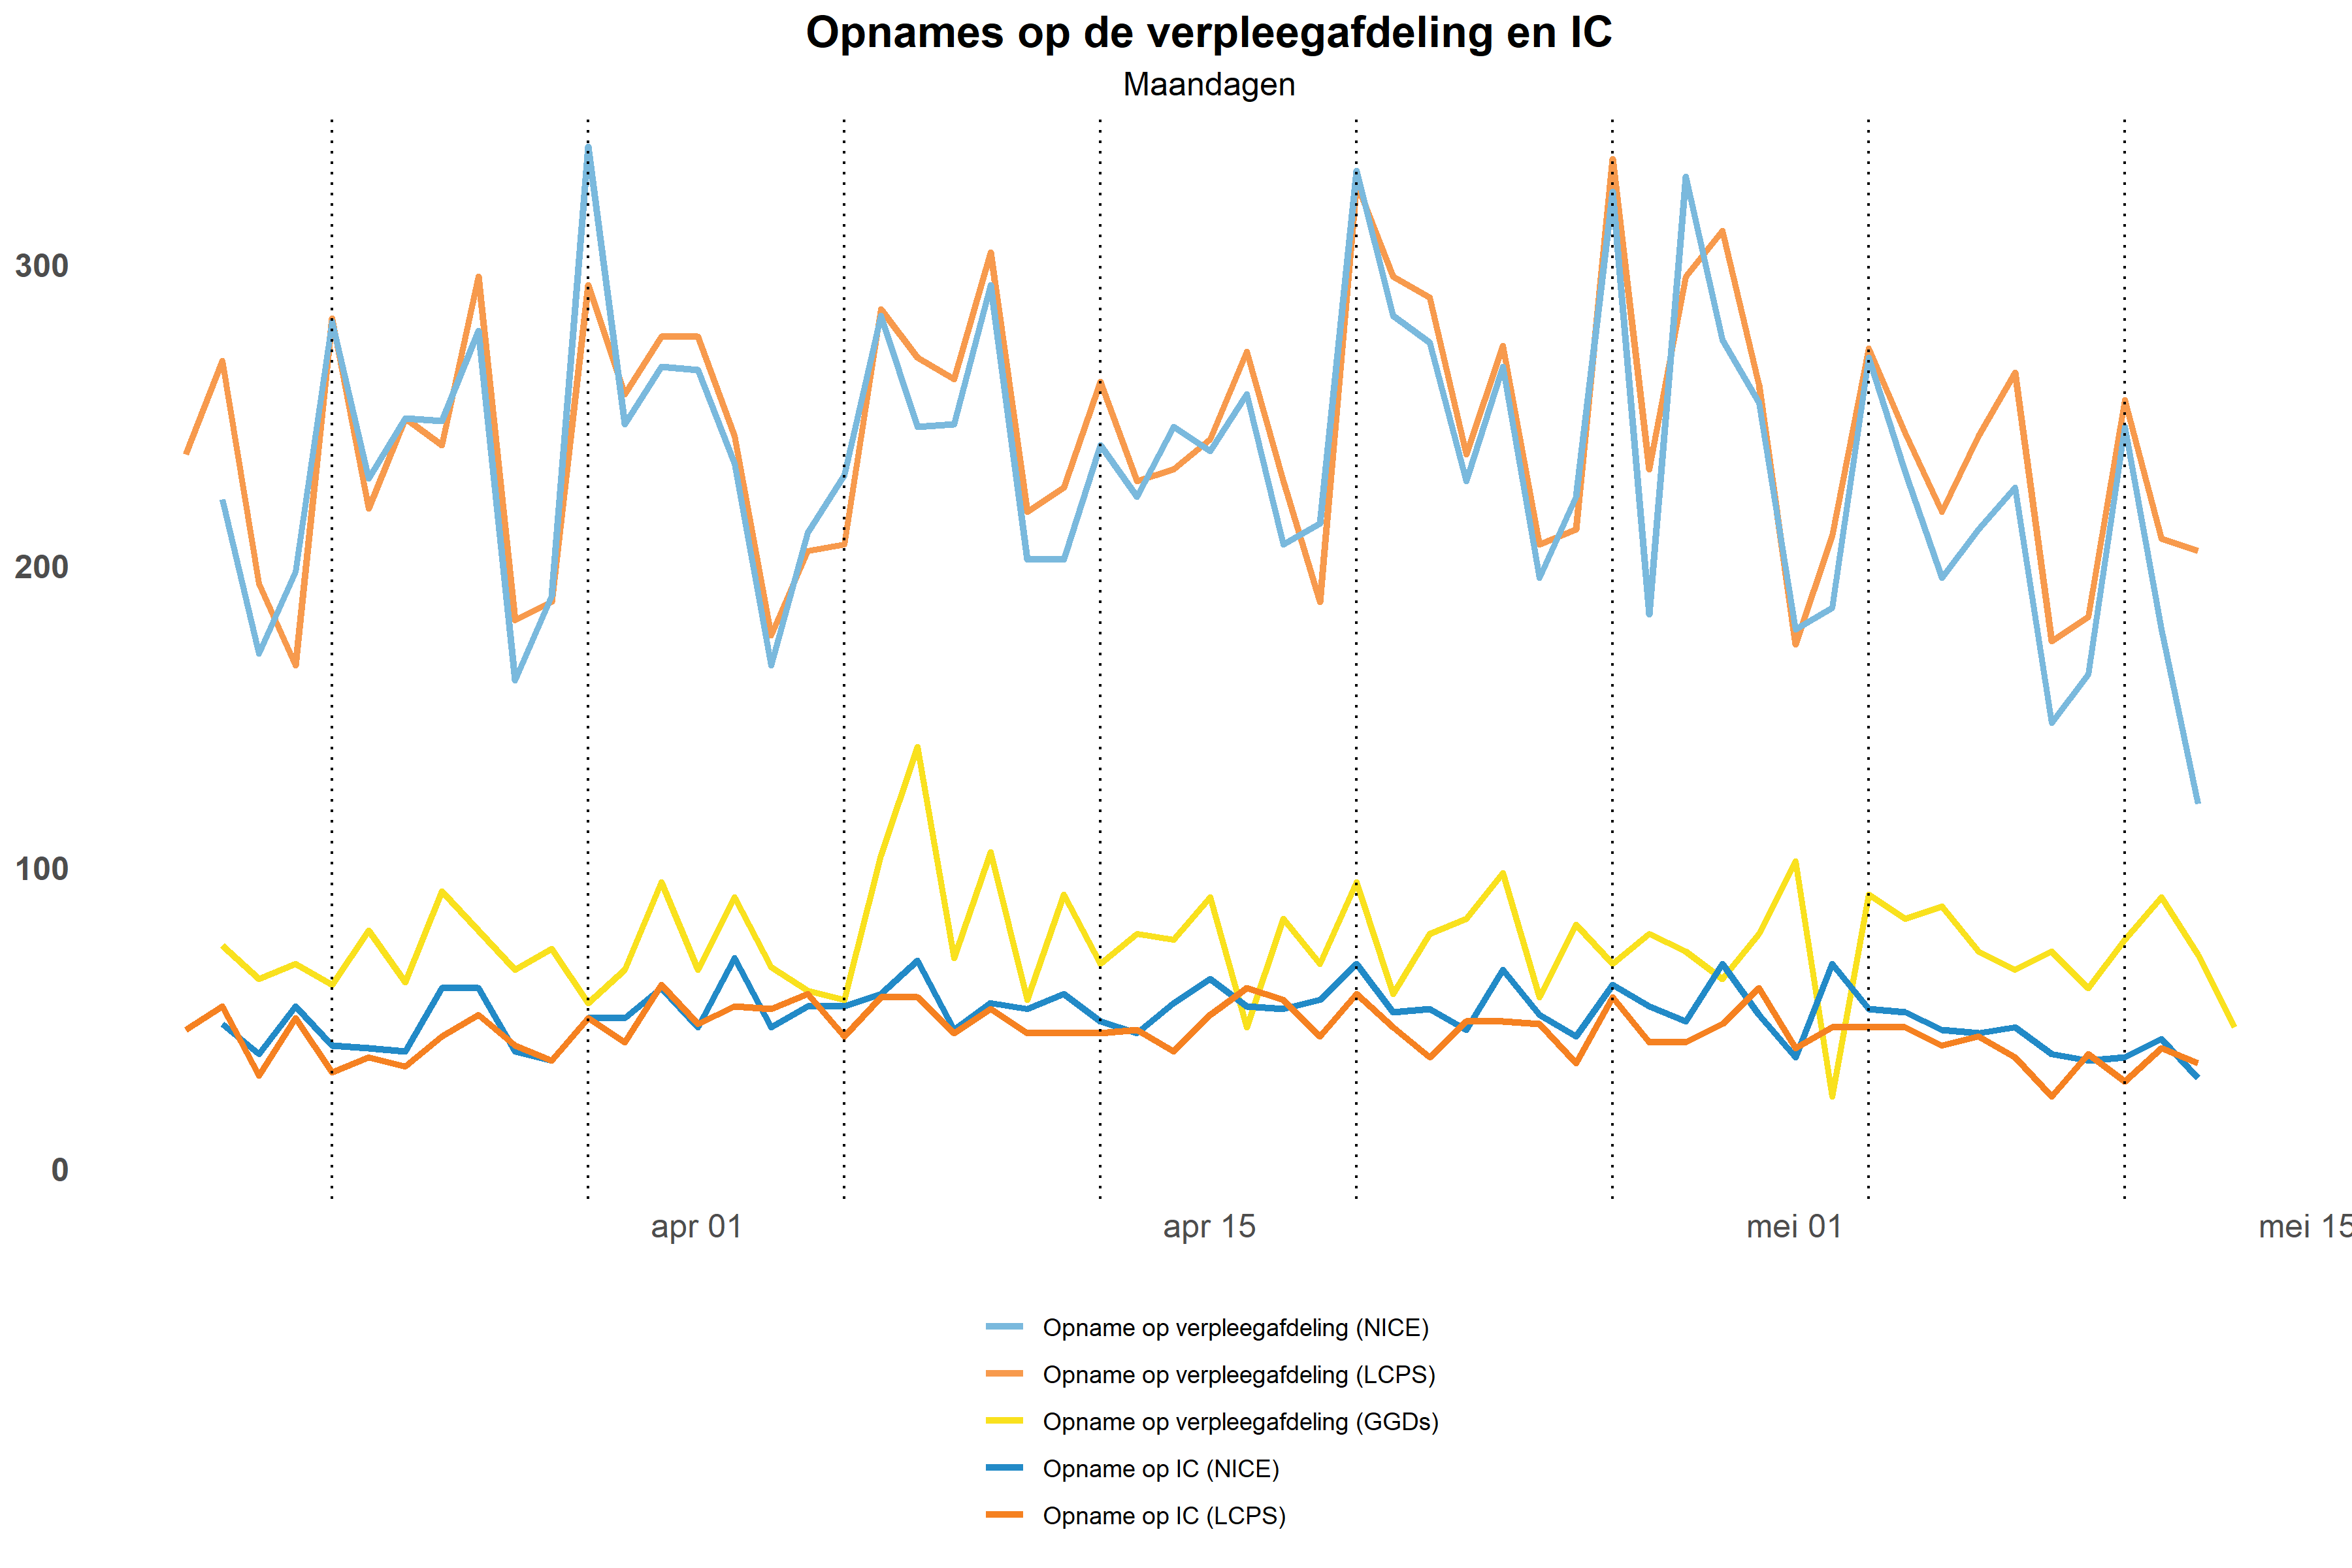 Opnames op de verpleegafdeling en IC
Maandagen
300
200
100
0
apr 01
apr 15
mei 01
mei 15
Opname op verpleegafdeling (NICE)
Opname op verpleegafdeling (LCPS)
Opname op verpleegafdeling (GGDs)
Opname op IC (NICE)
Opname op IC (LCPS)